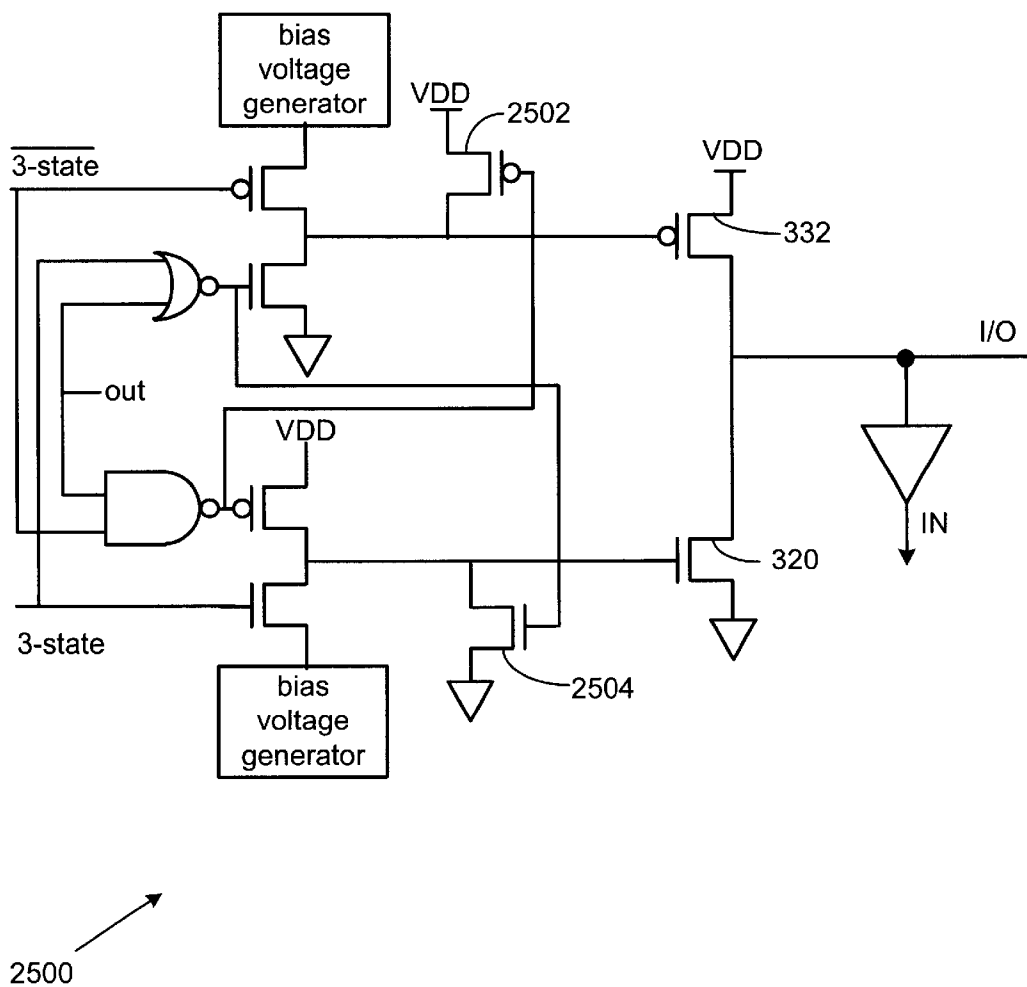 bias
voltage
generator
VDD
2502
3-state
VDD
332
I/O
out
VDD
IN
320
3-state
2504
bias
voltage
generator
2500